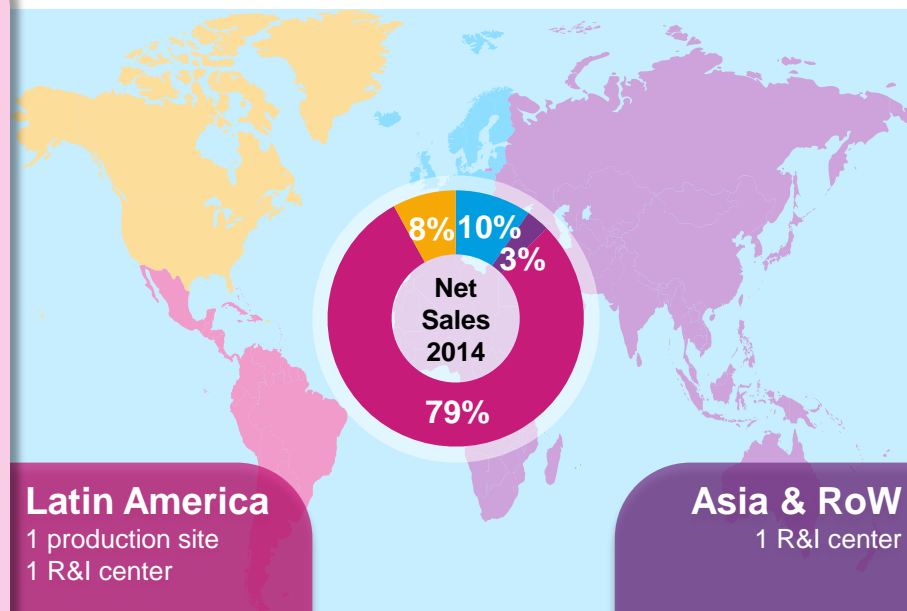 8%
10%
3%
Net
Sales
2014
79%
Latin America
1 production site
1 R&I center
Asia & RoW
1 R&I center